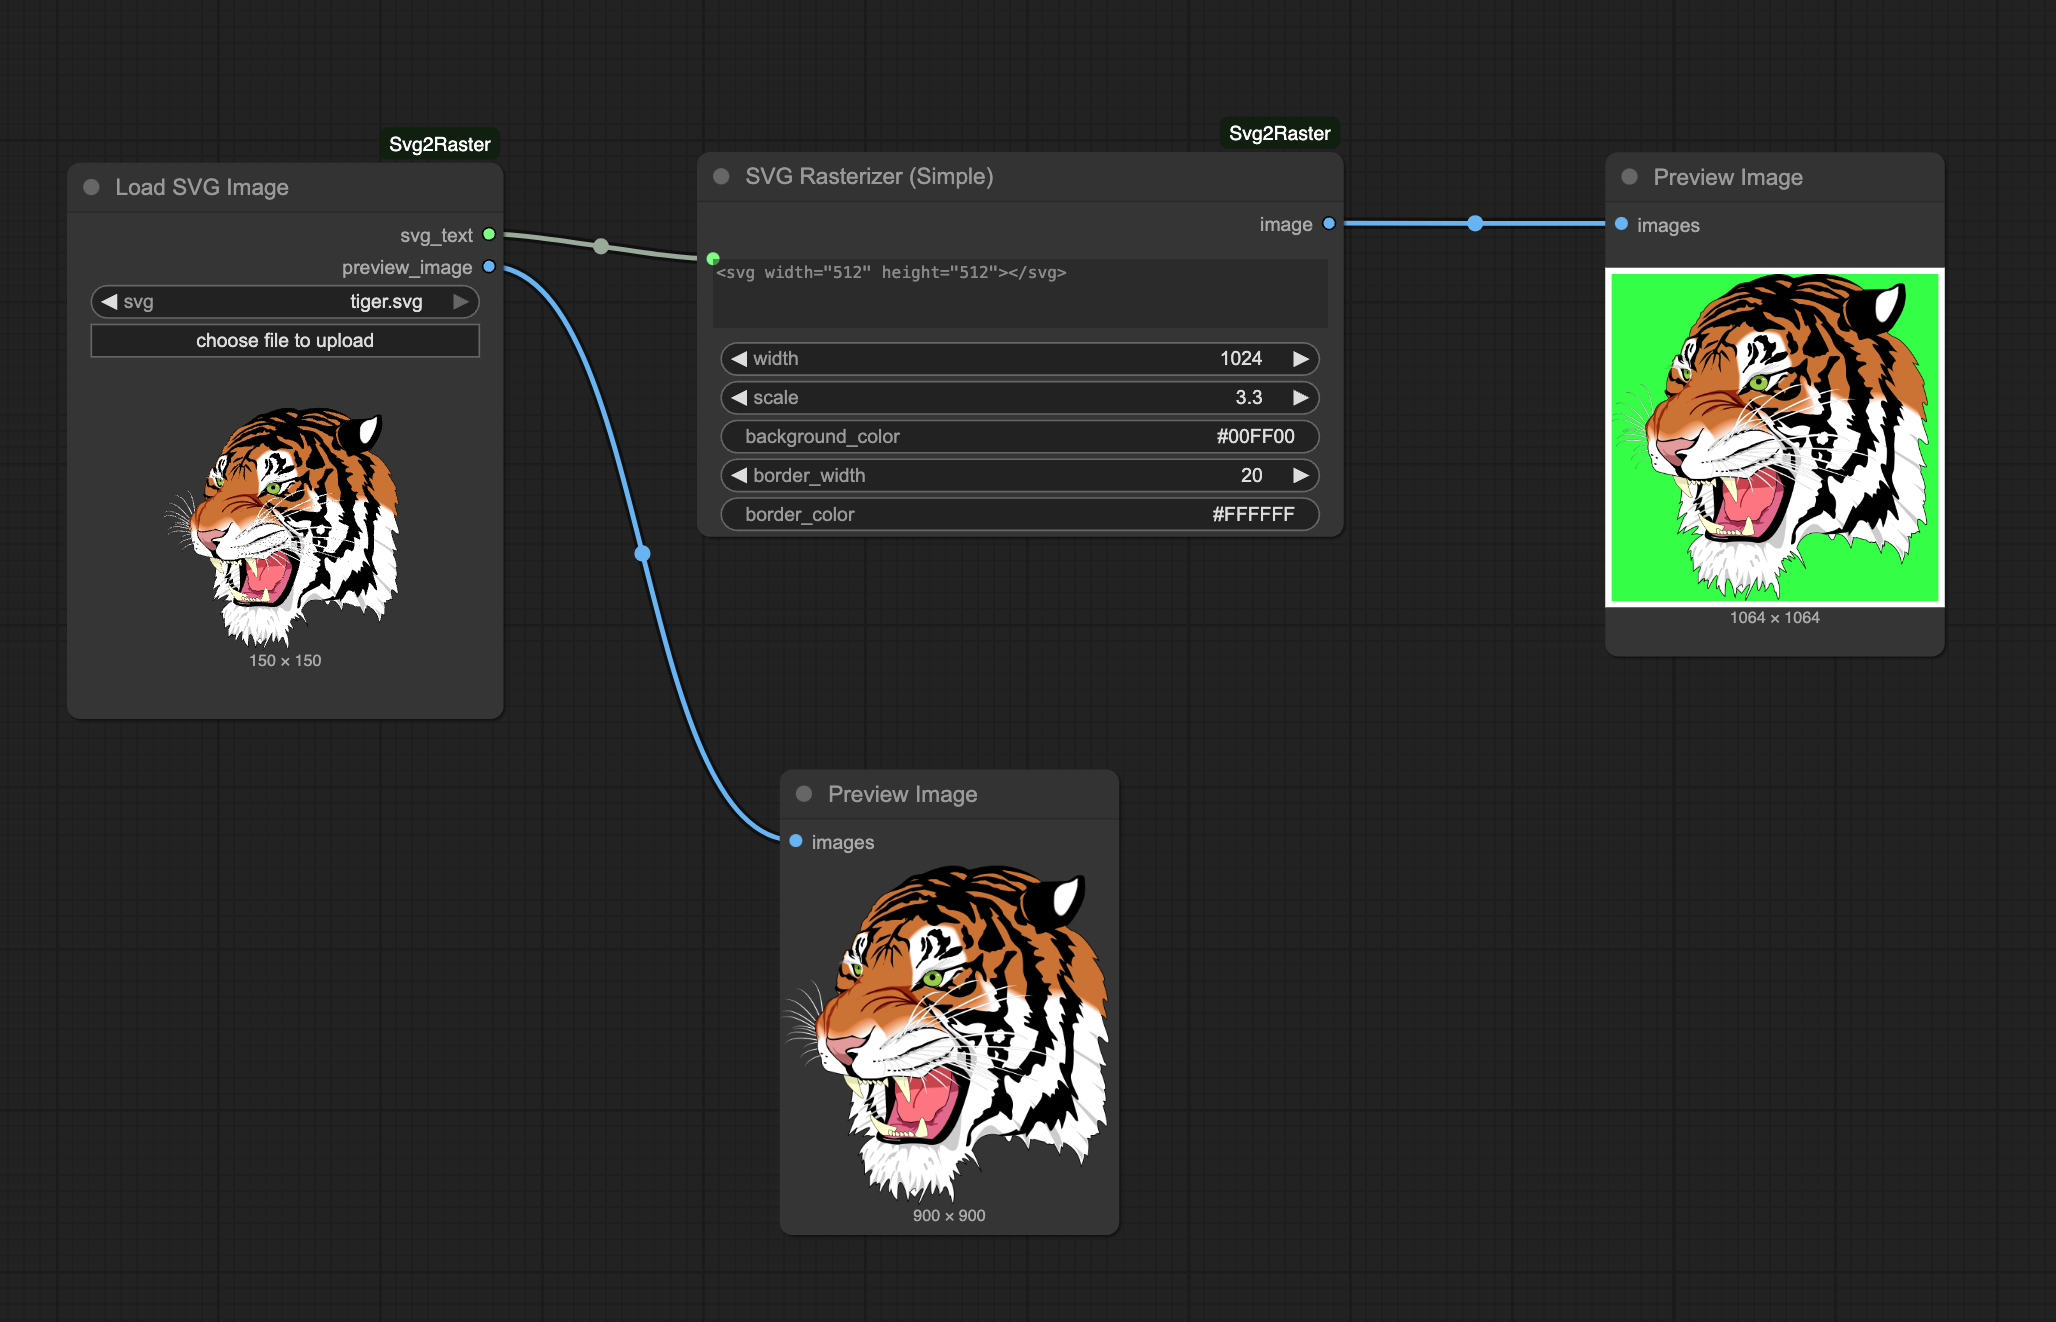 Svg2Raster
Load SVG Image
svg_text
preview_image
svg tiger.svg
choose file to upload
150 × 150
Svg2Raster
SVG Rasterizer (Simple)
image
<svg width="512" height="512"></svg>
width 1024
scale 3.3
background_color #00FF00
border_width 20
border_color #FFFFFF
Preview Image
images
1064 × 1064
Preview Image
images
900 × 900